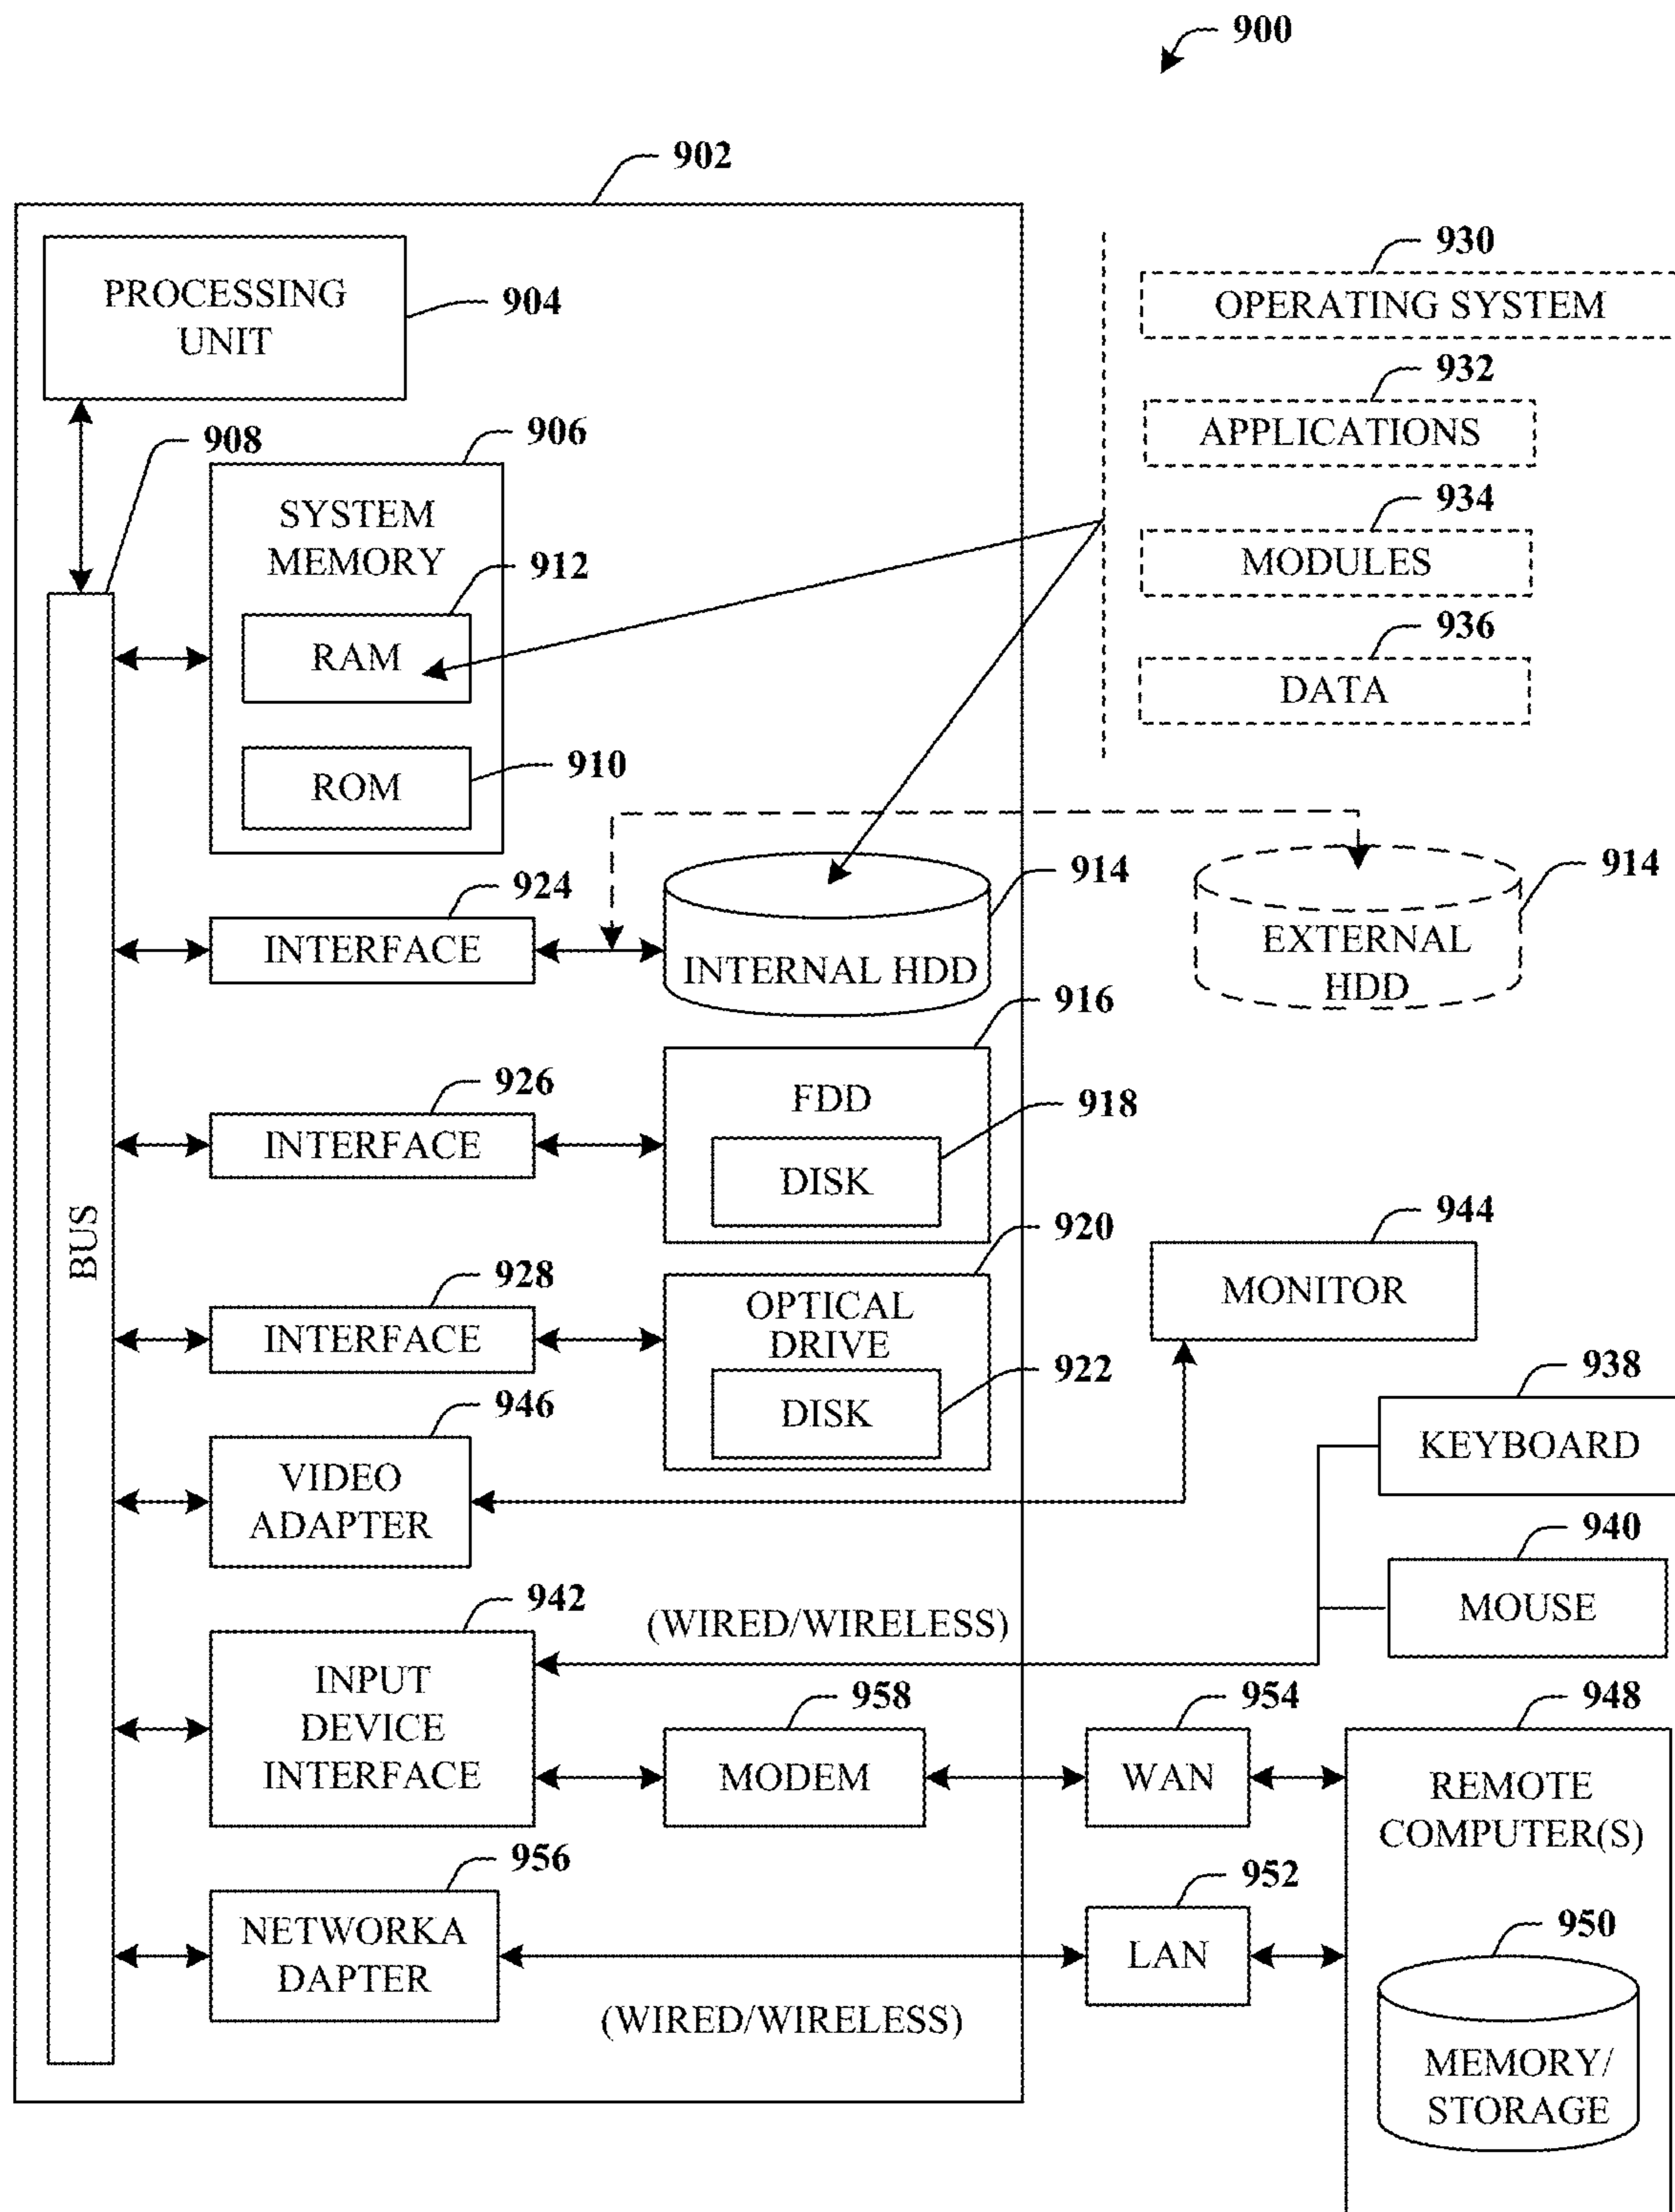 900
902
PROCESSING
UNIT
904
930
OPERATING SYSTEM
932
APPLICATIONS
934
MODULES
936
DATA
908
906
SYSTEM
MEMORY
912
RAM
910
ROM
924
INTERFACE
914
INTERNAL HDD
914
EXTERNAL
HDD
916
FDD
918
DISK
926
INTERFACE
BUS
920
OPTICAL
DRIVE
922
DISK
928
INTERFACE
944
MONITOR
946
VIDEO
ADAPTER
938
KEYBOARD
940
MOUSE
942
INPUT
DEVICE
INTERFACE
(WIRED/WIRELESS)
958
MODEM
954
WAN
948
REMOTE
COMPUTER(S)
956
NETWORKA
DAPTER
(WIRED/WIRELESS)
952
LAN
950
MEMORY/
STORAGE